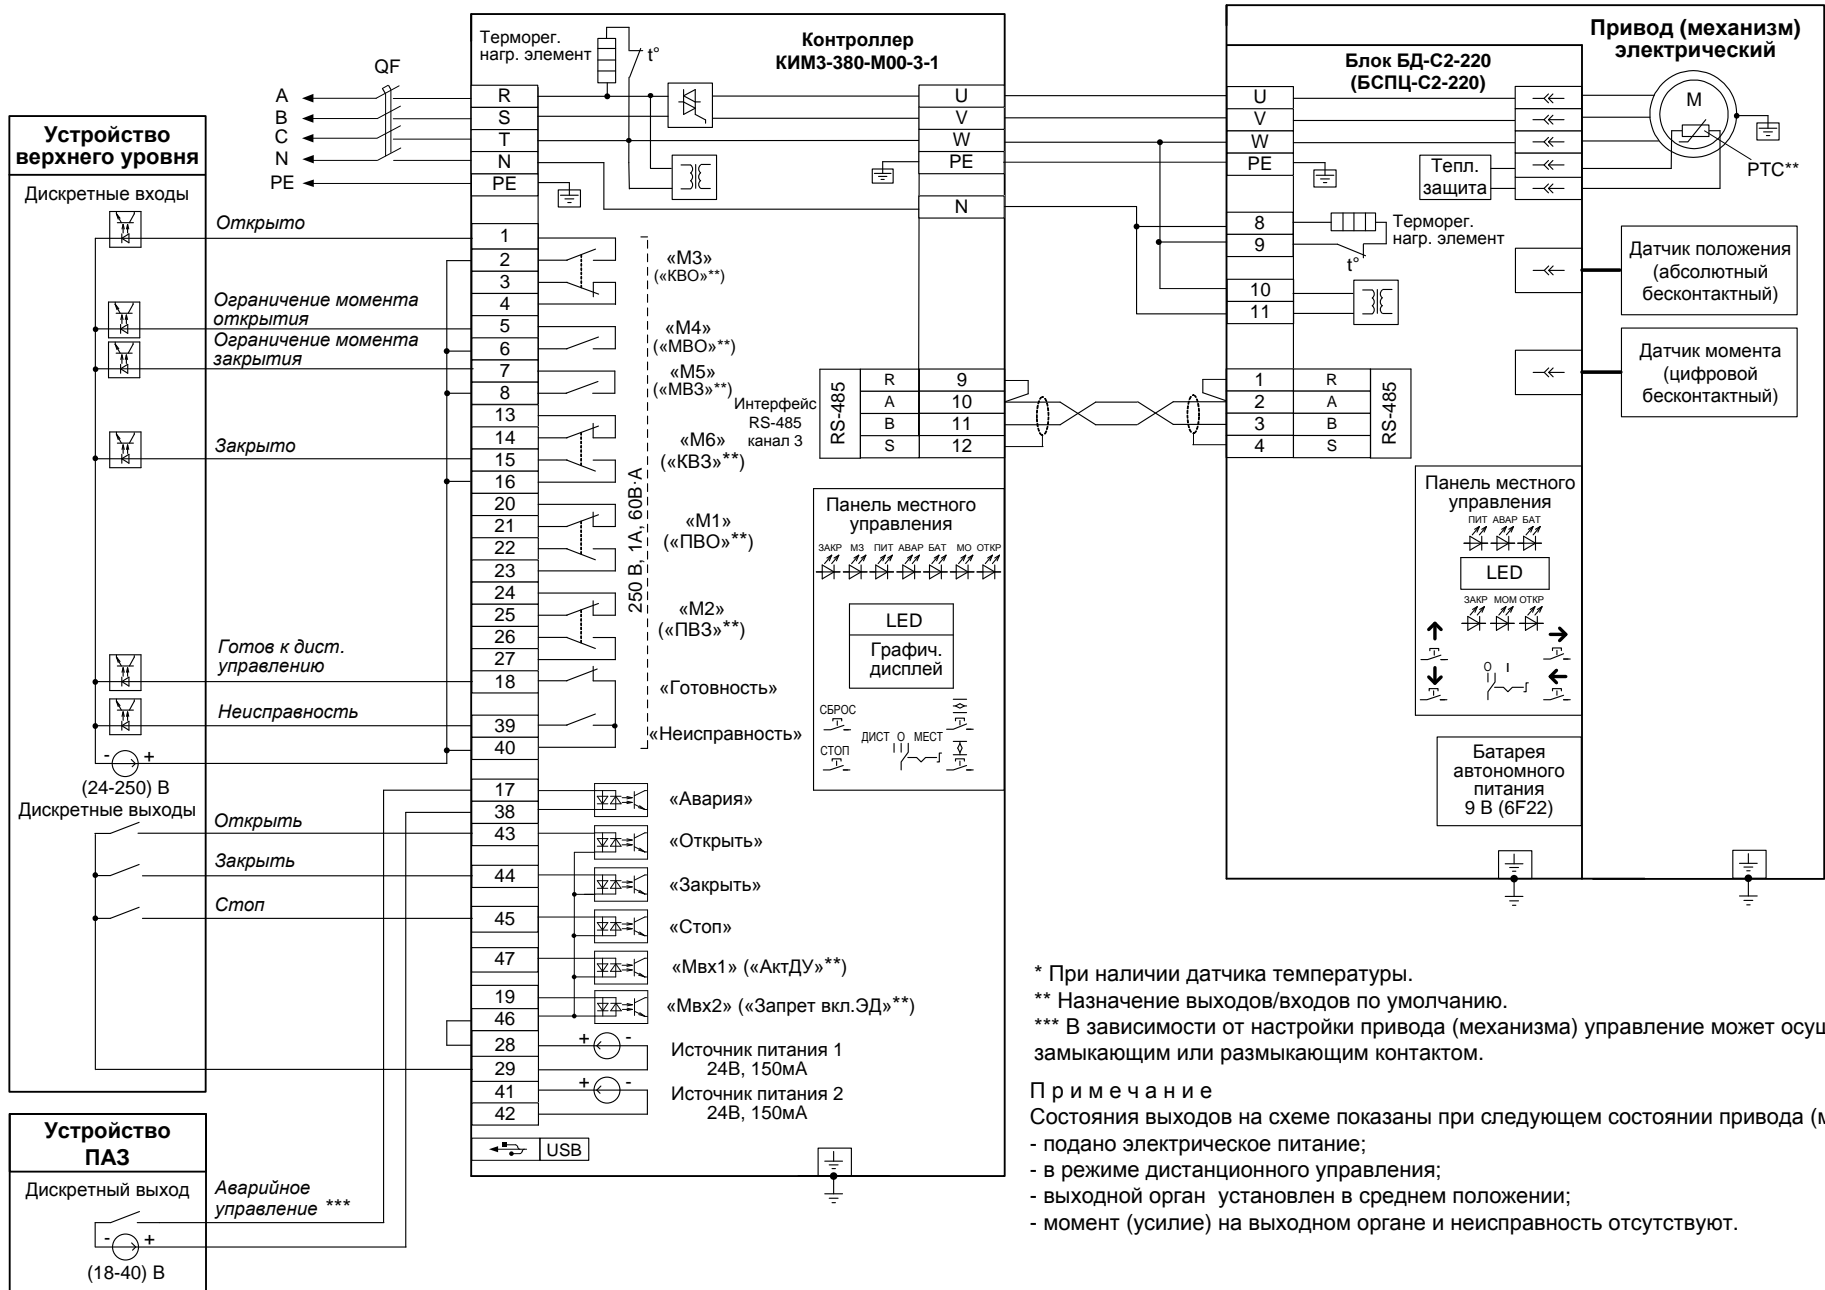 Устройство
верхнего уровня
Дискретные входы
Открыто
Ограничение момента
открытия
Ограничение момента
закрытия
Закрыто
Готов к дист.
управлению
Неисправность
- +
(24-250) В
Дискретные выходы
Открыть
Закрыть
Стоп
Устройство
ПАЗ
Дискретный выход
Аварийное
управление ***
- +
(18-40) В
QF
A
B
C
N
PE
Контроллер
КИМ3-380-М00-3-1
Терморег.
нагр. элемент
t°
R
S
T
N
PE
U
V
W
PE
N
1
2
3
4
5
6
7
8
13
14
15
16
20
21
22
23
24
25
26
27
18
39
40
17
38
43
44
45
47
19
46
28
29
41
42
USB
«М3»
(«КВО»**)
«М4»
(«МВО»**)
«М5»
(«МВЗ»**)
«М6»
(«КВЗ»**)
«М1»
(«ПВО»**)
«М2»
(«ПВЗ»**)
«Готовность»
«Неисправность»
250 В, 1А, 60В·А
«Авария»
«Открыть»
«Закрыть»
«Стоп»
«Мвх1» («АктДУ»**)
«Мвх2» («Запрет вкл.ЭД»**)
+ -
Источник питания 1
24В, 150мА
+ -
Источник питания 2
24В, 150мА
Интерфейс
RS-485
канал 3
RS-485
R 9
A 10
B 11
S 12
Панель местного
управления
ЗАКР МЗ ПИТ АВАР БАТ МО ОТКР
LED
Графич.
дисплей
СБРОС
СТОП
ДИСТ О МЕСТ
Привод (механизм)
электрический
Блок БД-С2-220
(БСПЦ-С2-220)
U
V
W
PE
M
PTC**
Тепл.
защита
8
9
10
11
Терморег.
нагр. элемент
t°
Датчик положения
(абсолютный
бесконтактный)
Датчик момента
(цифровой
бесконтактный)
1 R
2 A
3 B
4 S
RS-485
Панель местного
управления
ПИТ АВАР БАТ
LED
ЗАКР МОМ ОТКР
О I
Батарея
автономного
питания
9 В (6F22)
* При наличии датчика температуры.
** Назначение выходов/входов по умолчанию.
*** В зависимости от настройки привода (механизма) управление может осущ
замыкающим или размыкающим контактом.
Примечание
Состояния выходов на схеме показаны при следующем состоянии привода (м
- подано электрическое питание;
- в режиме дистанционного управления;
- выходной орган установлен в среднем положении;
- момент (усилие) на выходном органе и неисправность отсутствуют.